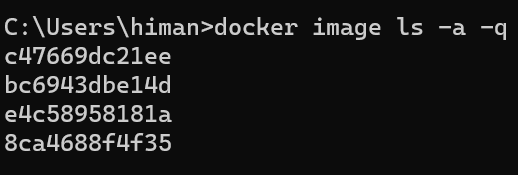 C:\Users\himan>docker image ls -a -q
c47669dc21ee
bc6943dbe14d
e4c58958181a
8ca4688f4f35